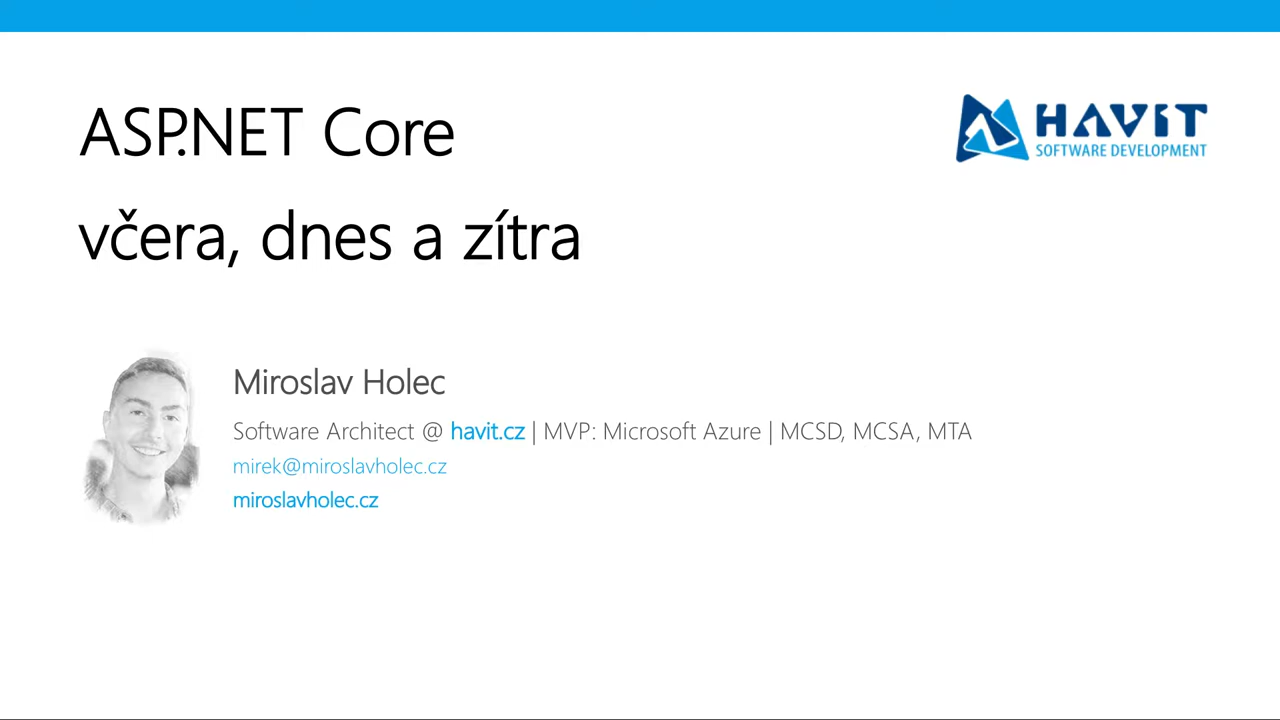 ASP.NET Core
včera, dnes a zítra
HAVIT
SOFTWARE DEVELOPMENT
Miroslav Holec
Software Architect @ havit.cz | MVP: Microsoft Azure | MCSD, MCSA, MTA
mirek@miroslavholec.cz
miroslavholec.cz